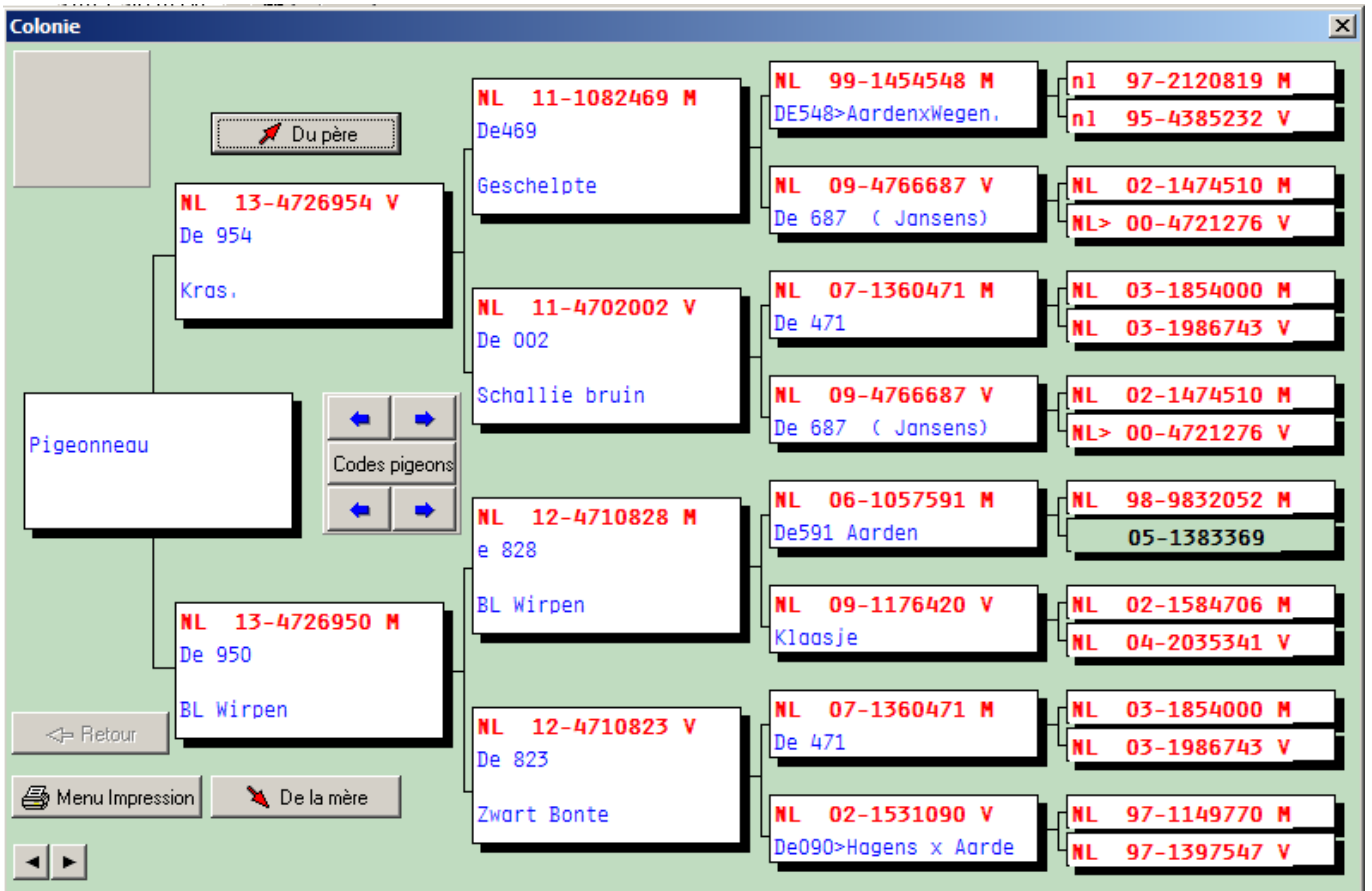 Colonie
Du père
NL 13-4726954 V
De 954
Kras.
Pigeonneau
Codes pigeons
NL 13-4726950 M
De 950
BL Wirpen
Retour
Menu Impression
De la mère
NL 11-1082469 M
De469
Geschelpte
NL 11-4702002 V
De 002
Schallie bruin
NL 12-4710828 M
e 828
BL Wirpen
NL 12-4710823 V
De 823
Zwart Bonte
NL 99-1454548 M
DE548>AardenxWegen.
NL 09-4766687 V
De 687 ( Jansens)
NL 07-1360471 M
De 471
NL 09-4766687 V
De 687 ( Jansens)
NL 06-1057591 M
De591 Aarden
NL 09-1176420 V
Klaasje
NL 07-1360471 M
De 471
NL 02-1531090 V
De090>Hagens x Aarde
nl 97-2120819 M
nl 95-4385232 V
NL 02-1474510 M
NL> 00-4721276 V
NL 03-1854000 M
NL 03-1986743 V
NL 02-1474510 M
NL> 00-4721276 V
NL 98-9832052 M
05-1383369
NL 02-1584706 M
NL 04-2035341 V
NL 03-1854000 M
NL 03-1986743 V
NL 97-1149770 M
NL 97-1397547 V